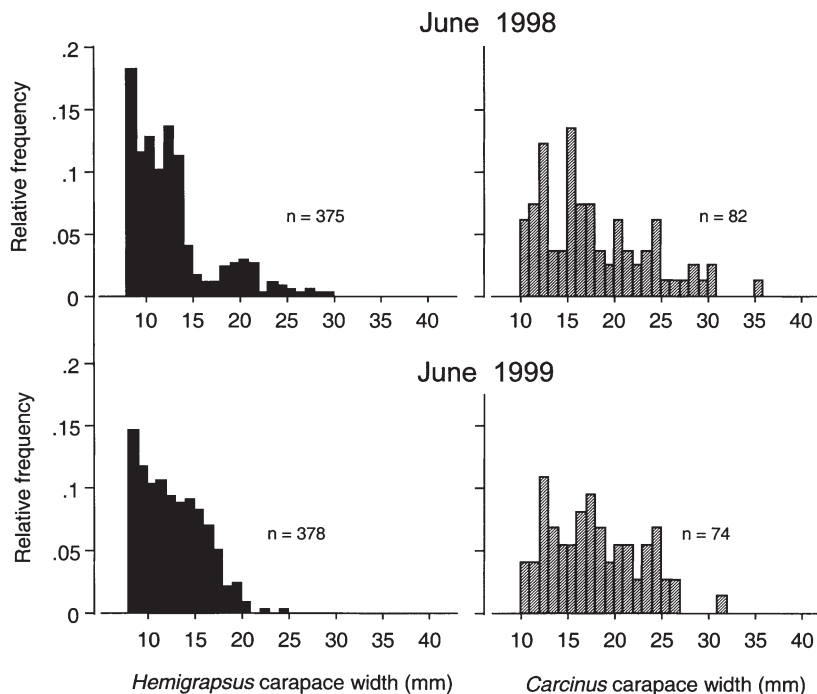 June 1998
Relative frequency
.2
.15
.1
.05
0
n = 375
10 15 20 25 30 35 40
n = 82
10 15 20 25 30 35 40
June 1999
Relative frequency
.2
.15
.1
.05
0
n = 378
10 15 20 25 30 35 40
Hemigrapsus carapace width (mm)
n = 74
10 15 20 25 30 35 40
Carcinus carapace width (mm)